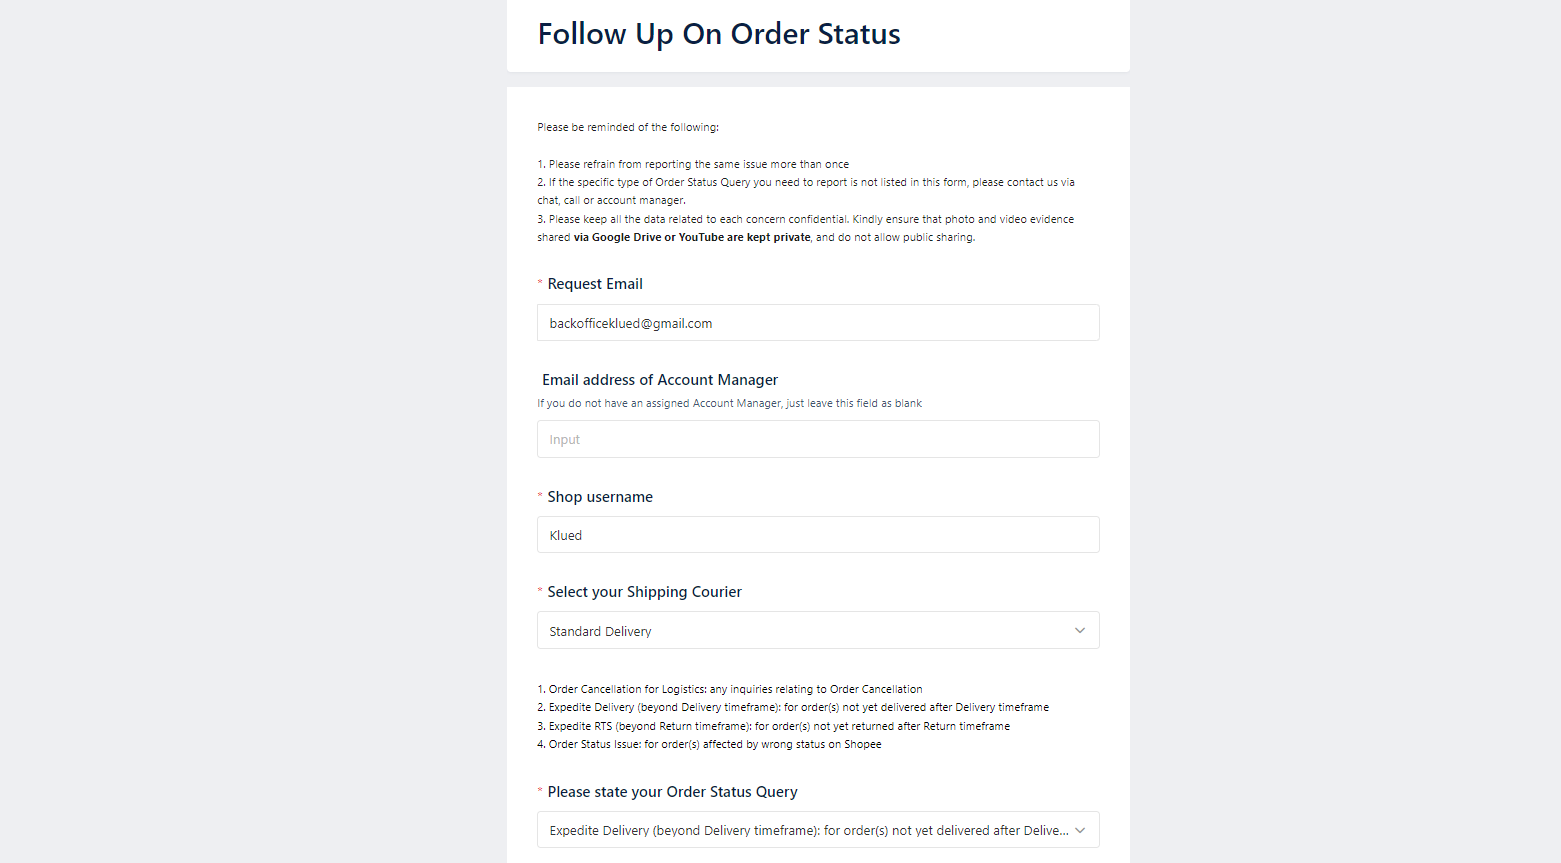 Follow Up On Order Status
Please be reminded of the following:
1. Please refrain from reporting the same issue more than once
2. If the specific type of Order Status Query you need to report is not listed in this form, please contact us via
chat, call or account manager.
3. Please keep all the data related to each concern confidential. Kindly ensure that photo and video evidence
shared via Google Drive or YouTube are kept private, and do not allow public sharing.
* Request Email
backofficeklued@gmail.com
Email address of Account Manager
If you do not have an assigned Account Manager, just leave this field as blank
Input
* Shop username
Klued
* Select your Shipping Courier
Standard Delivery
1. Order Cancellation for Logistics: any inquiries relating to Order Cancellation
2. Expedite Delivery (beyond Delivery timeframe): for order(s) not yet delivered after Delivery timeframe
3. Expedite RTS (beyond Return timeframe): for order(s) not yet returned after Return timeframe
4. Order Status Issue: for order(s) affected by wrong status on Shopee
* Please state your Order Status Query
Expedite Delivery (beyond Delivery timeframe): for order(s) not yet delivered after Delive...